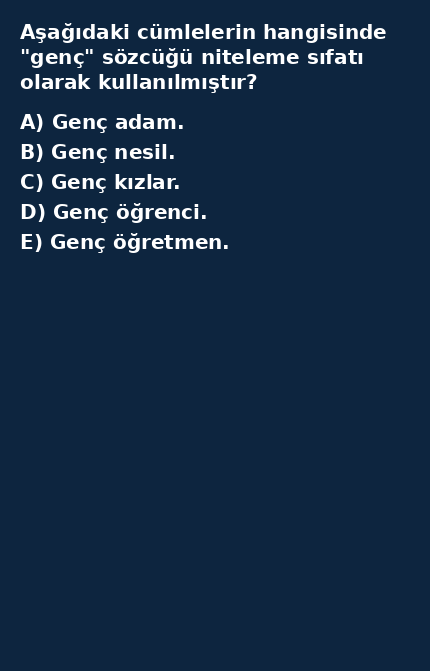 Aşağıdaki cümlelerin hangisinde
"genç" sözcüğü niteleme sıfatı
olarak kullanılmıştır?
A) Genç adam.
B) Genç nesil.
C) Genç kızlar.
D) Genç öğrenci.
E) Genç öğretmen.